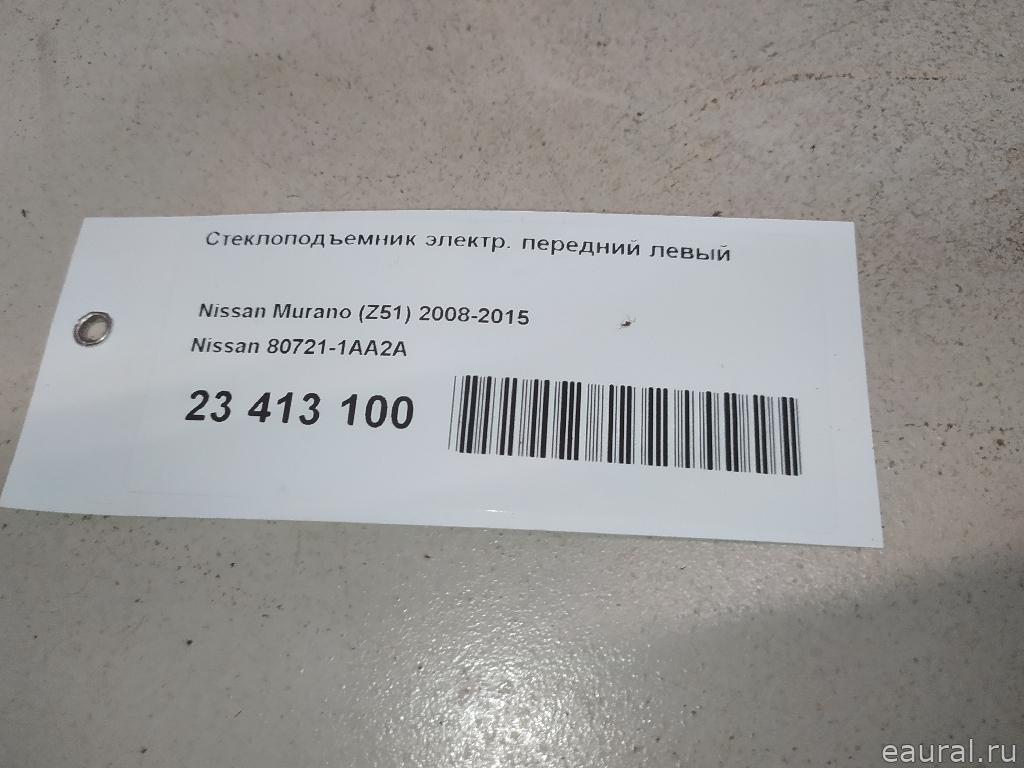 Стеклоподъемник электр. передний левый
Nissan Murano (Z51) 2008-2015
Nissan 80721-1AA2A
23 413 100
eaural.ru